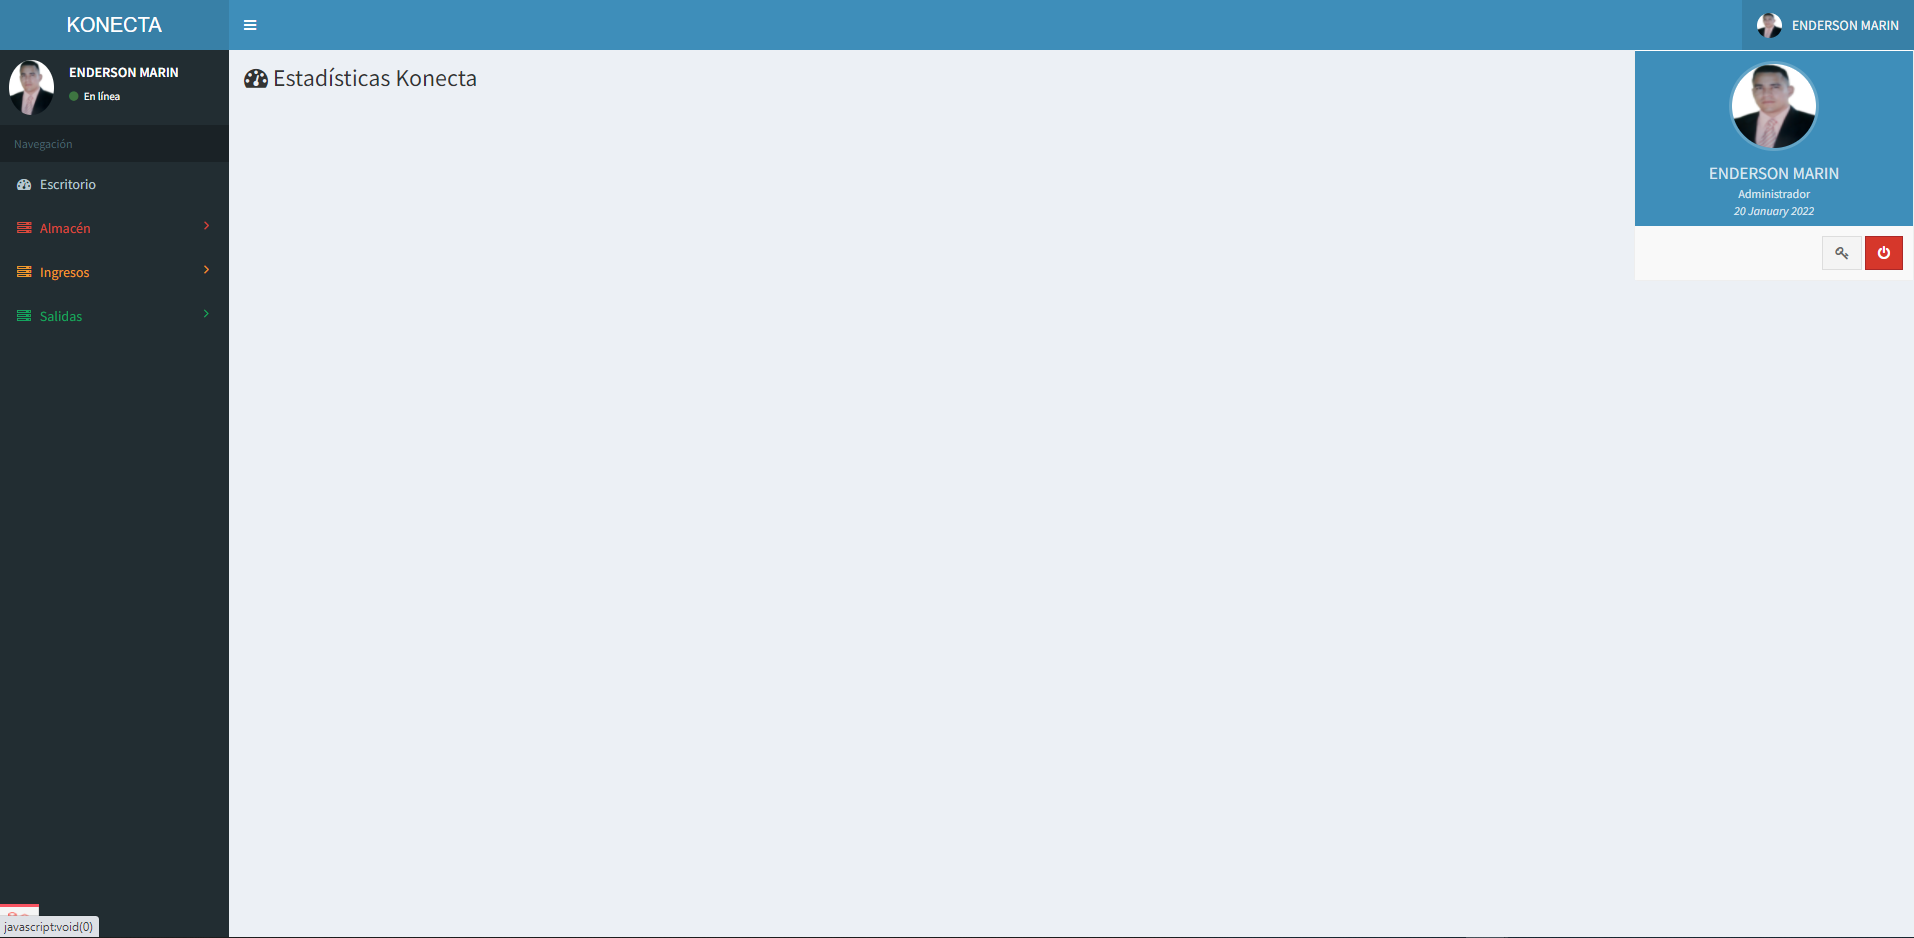 KONECTA
ENDERSON MARIN
ENDERSON MARIN
En línea
Navegación
Escritorio
Almacén
Ingresos
Salidas
Estadísticas Konecta
ENDERSON MARIN
Administrador
20 January 2022
javascript:void(0)